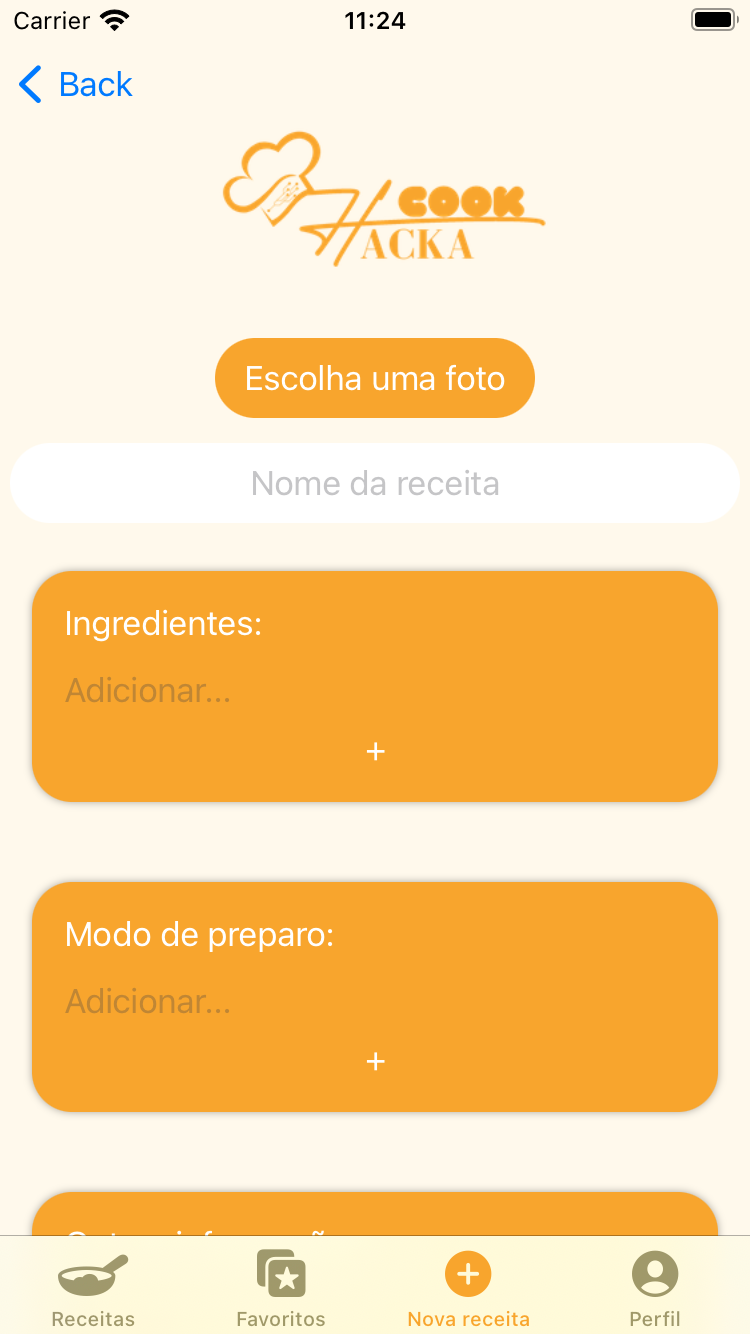 Carrier
11:24
Back
COOK
HACKA
Escolha uma foto
Nome da receita
Ingredientes:
Adicionar...
+
Modo de preparo:
Adicionar...
+
Receitas
Favoritos
Nova receita
Perfil